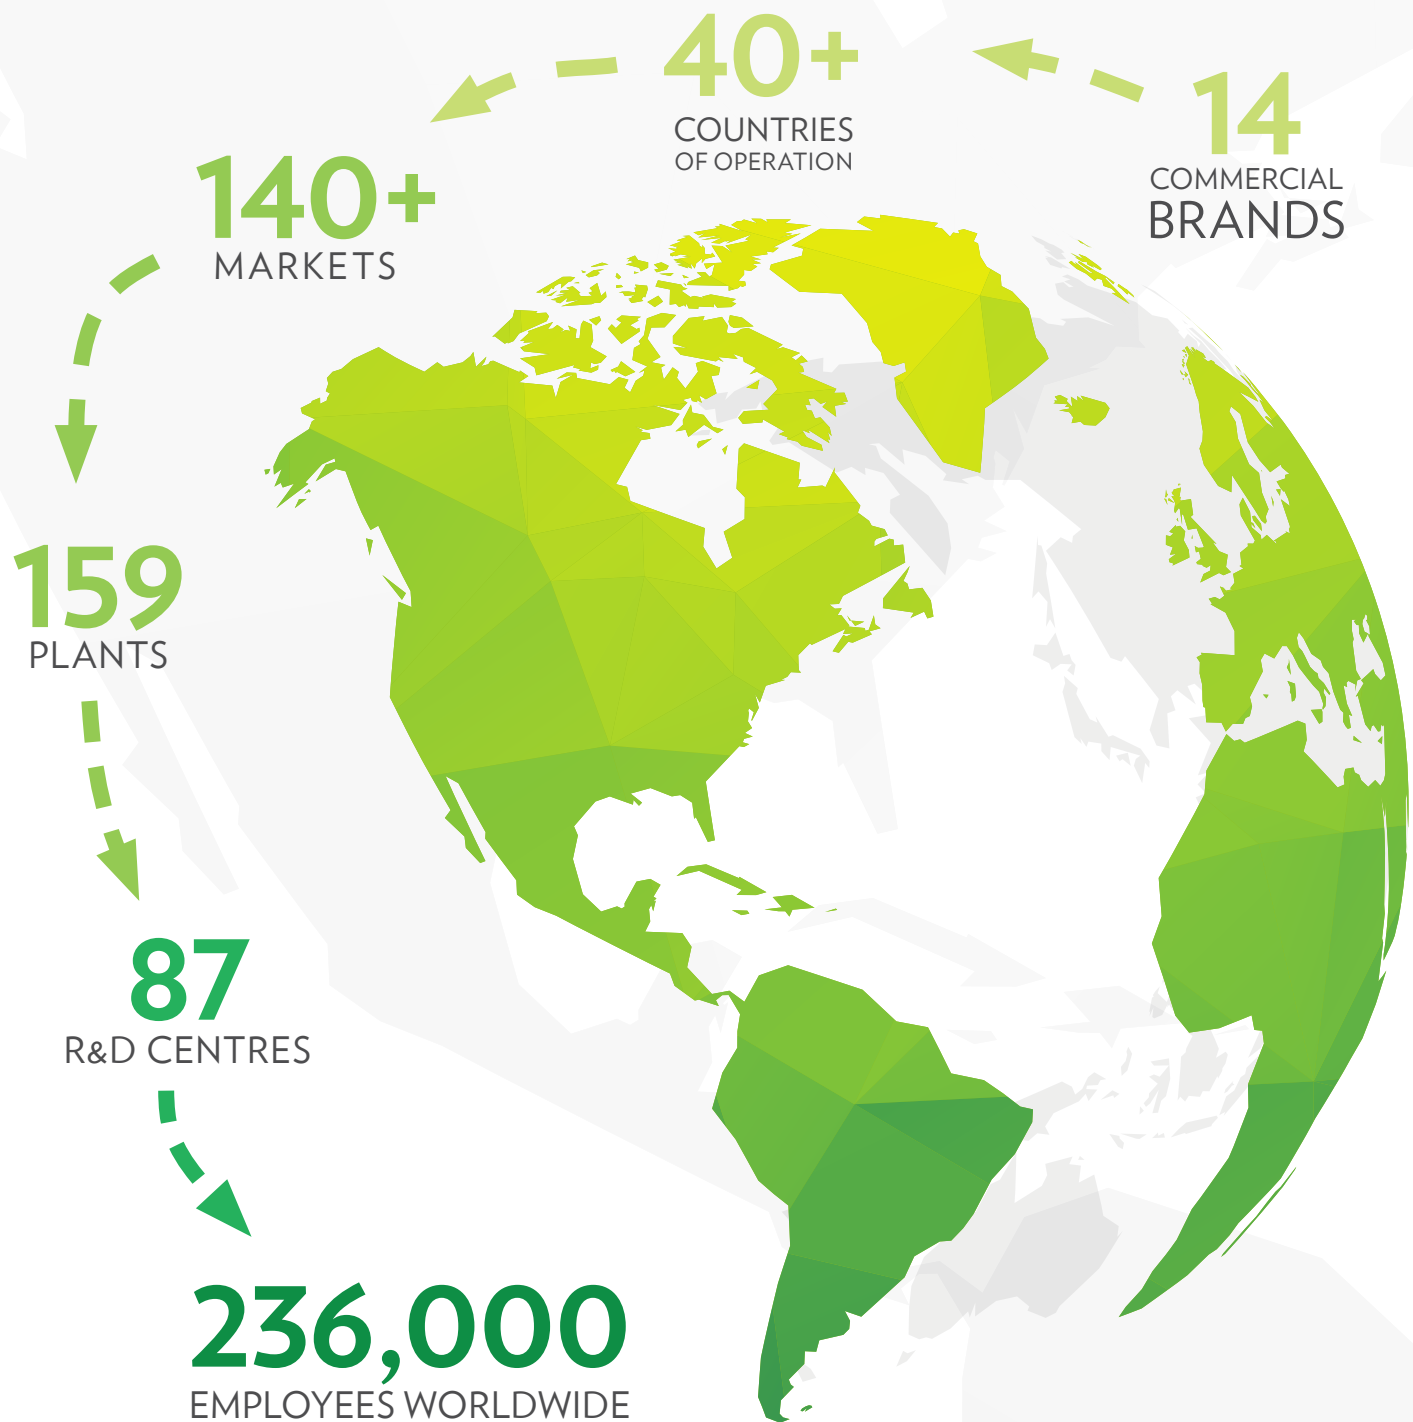 14
COMMERCIAL
BRANDS
40+
COUNTRIES
OF OPERATION
140+
MARKETS
159
PLANTS
87
R&D CENTRES
236,000
EMPLOYEES WORLDWIDE